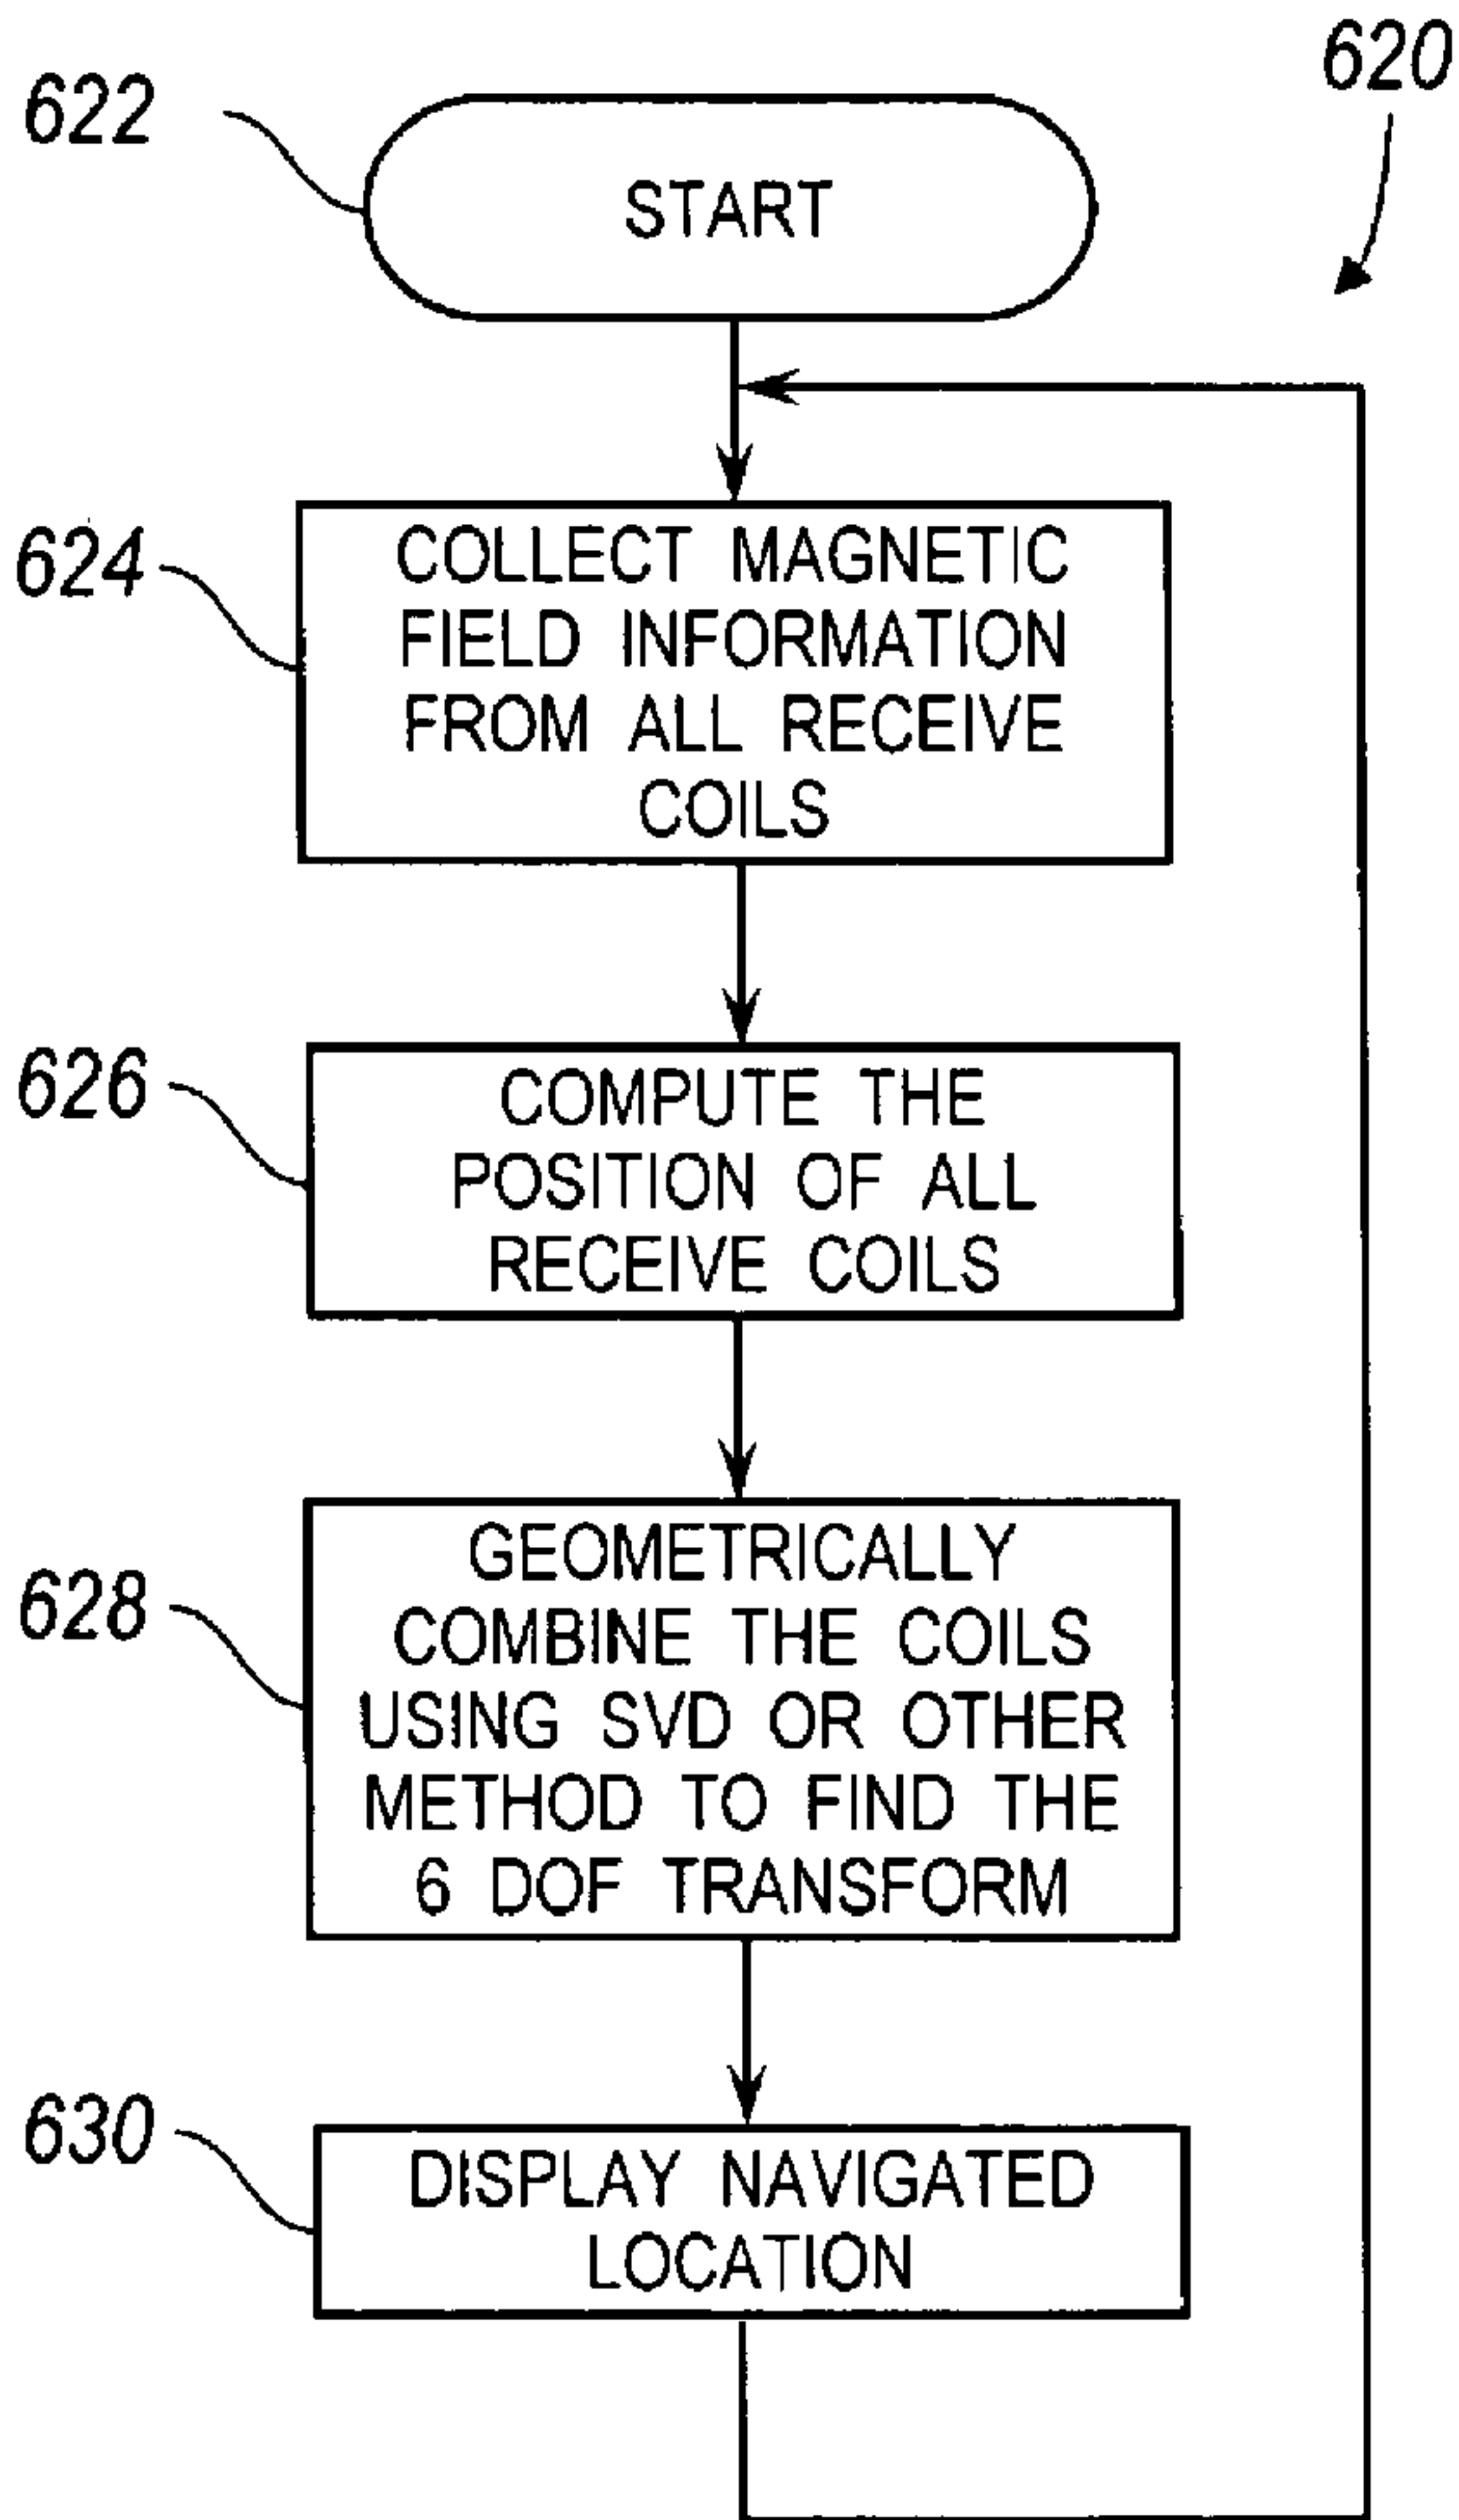 620
622
START
624
COLLECT MAGNETIC
FIELD INFORMATION
FROM ALL RECEIVE
COILS
626
COMPUTE THE
POSITION OF ALL
RECEIVE COILS
628
GEOMETRICALLY
COMBINE THE COILS
USING SVD OR OTHER
METHOD TO FIND THE
6 DOF TRANSFORM
630
DISPLAY NAVIGATED
LOCATION